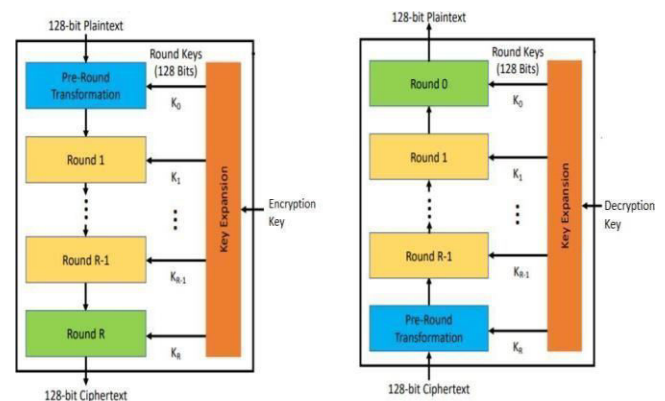 128-bit Plaintext
Round Keys
(128 Bits)
Pre-Round
Transformation
K0
Round 1
K1
Key Expansion
Encryption
Key
Round R-1
KR-1
Round R
KR
128-bit Ciphertext
128-bit Plaintext
Round Keys
(128 Bits)
Round 0
K0
Round 1
K1
Key Expansion
Decryption
Key
Round R-1
KR-1
Pre-Round
Transformation
KR
128-bit Ciphertext